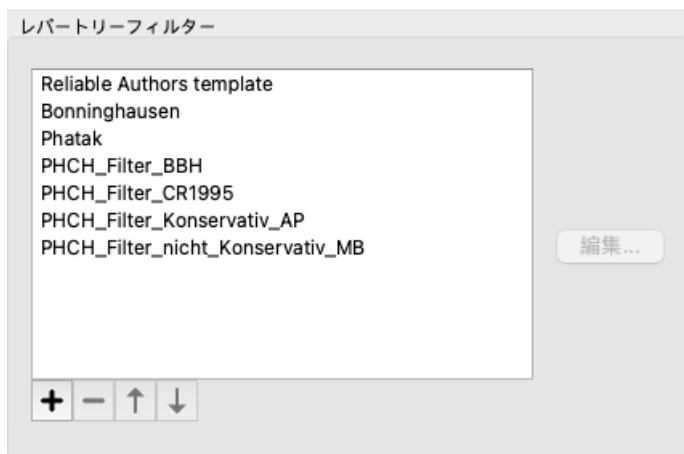 レパートリーフィルター
Reliable Authors template
Bonninghausen
Phatak
PHCH_Filter_BBH
PHCH_Filter_CR1995
PHCH_Filter_Konservativ_AP
PHCH_Filter_nicht_Konservativ_MB
編集...